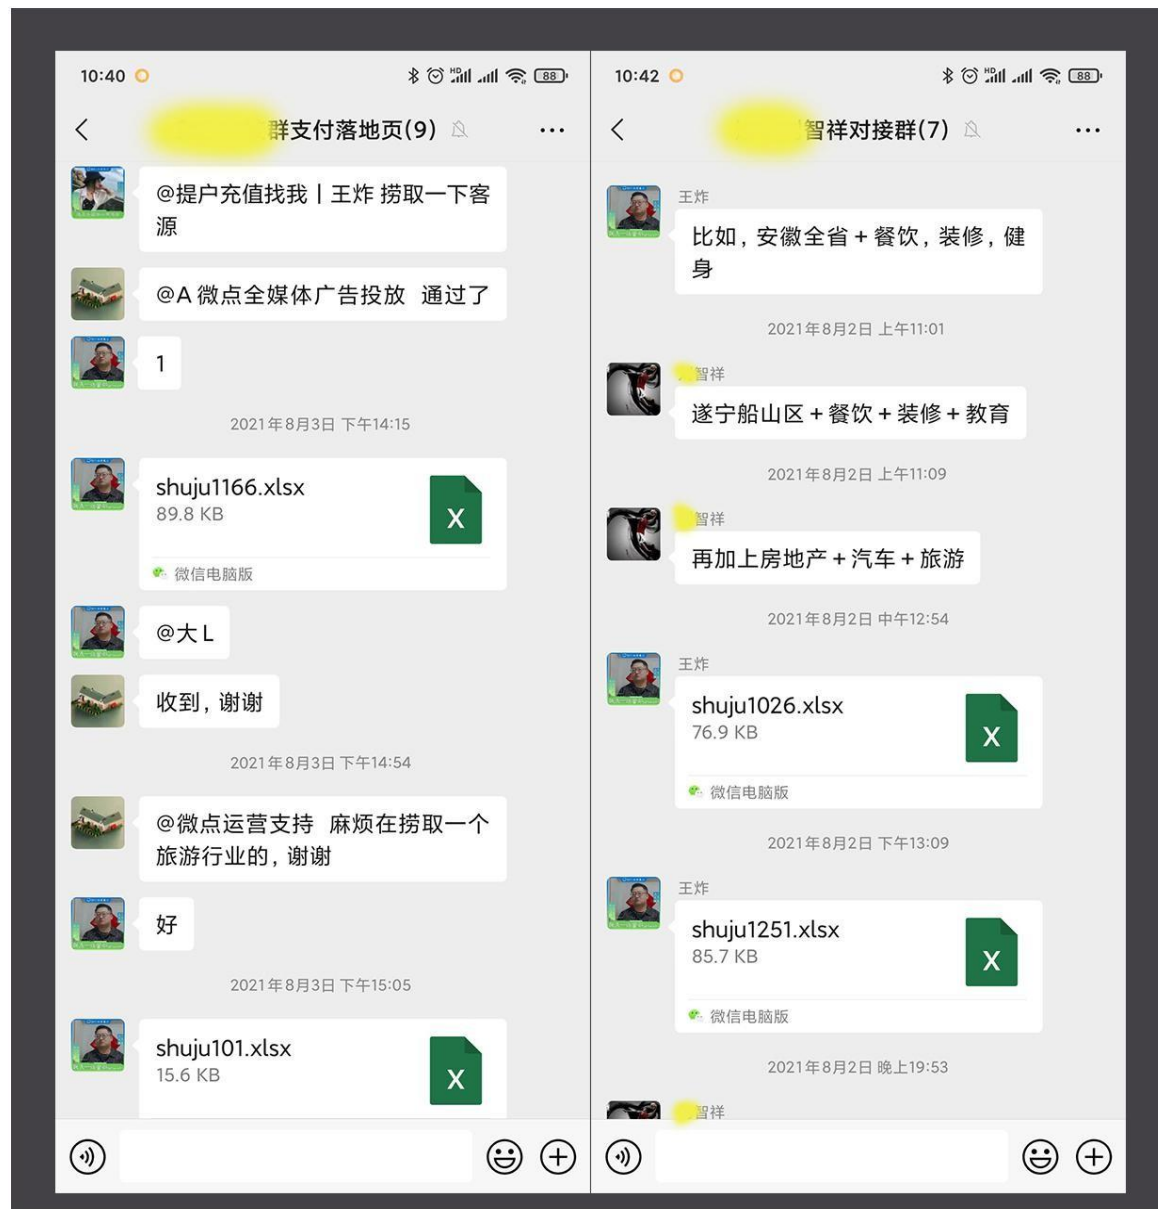 10:40
HD
88
群支付落地页(9)
@提户充值找我丨王炸 捞取一下客
源
@A 微点全媒体广告投放 通过了
1
2021年8月3日 下午14:15
shuju1166.xlsx
89.8 KB
X
微信电脑版
@大 L
收到，谢谢
2021年8月3日 下午14:54
@微点运营支持 麻烦在捞取一个
旅游行业的，谢谢
好
2021年8月3日 下午15:05
shuju101.xlsx
15.6 KB
X
10:42
HD
88
智祥对接群(7)
王炸
比如，安徽全省+餐饮，装修，健
身
2021年8月2日 上午11:01
智祥
遂宁船山区+餐饮+装修+教育
2021年8月2日 上午11:09
智祥
再加上房地产+汽车+旅游
2021年8月2日 中午12:54
王炸
shuju1026.xlsx
76.9 KB
X
微信电脑版
2021年8月2日 下午13:09
王炸
shuju1251.xlsx
85.7 KB
X
微信电脑版
2021年8月2日 晚上19:53
智祥